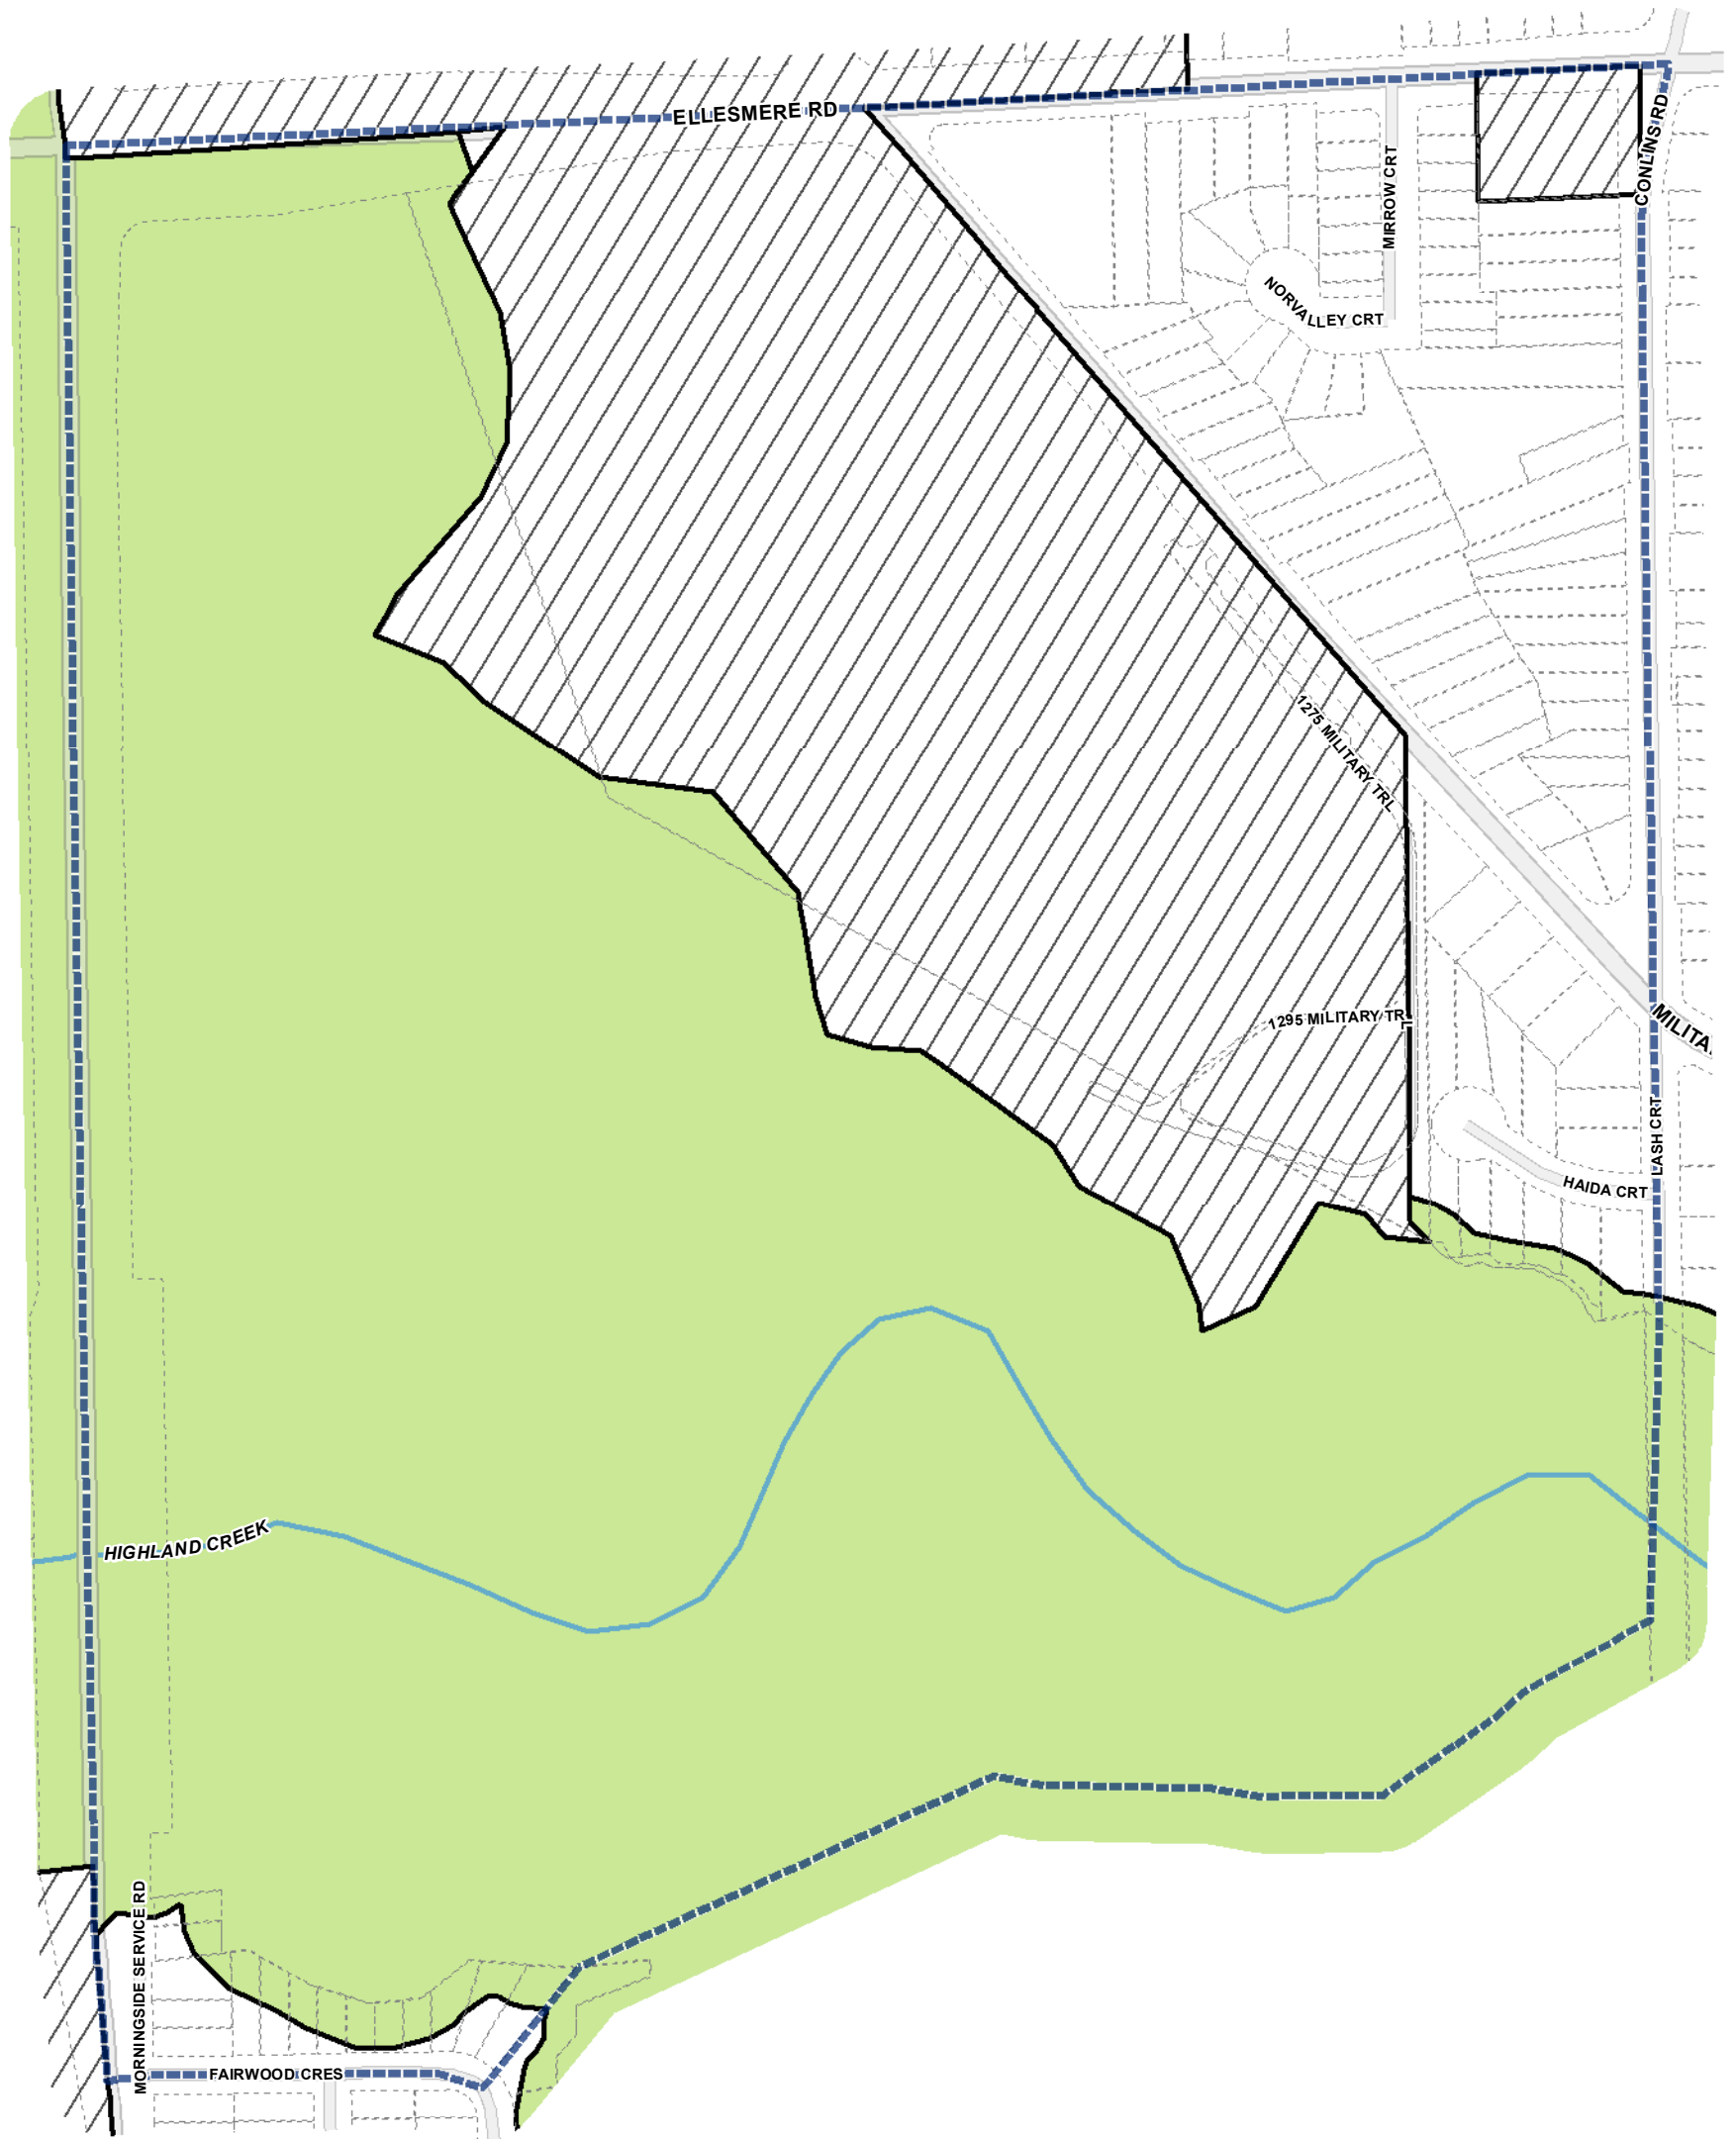 ELLESMERE RD
CONLINS RD
MIRROW CRT
NORVALLEY CRT
1275 MILITARY TRL
1295 MILITARY TR
MILITA
LASH CRT
HAIDA CRT
HIGHLAND CREEK
MORNINGSIDE SERVICE RD
FAIRWOOD CRES